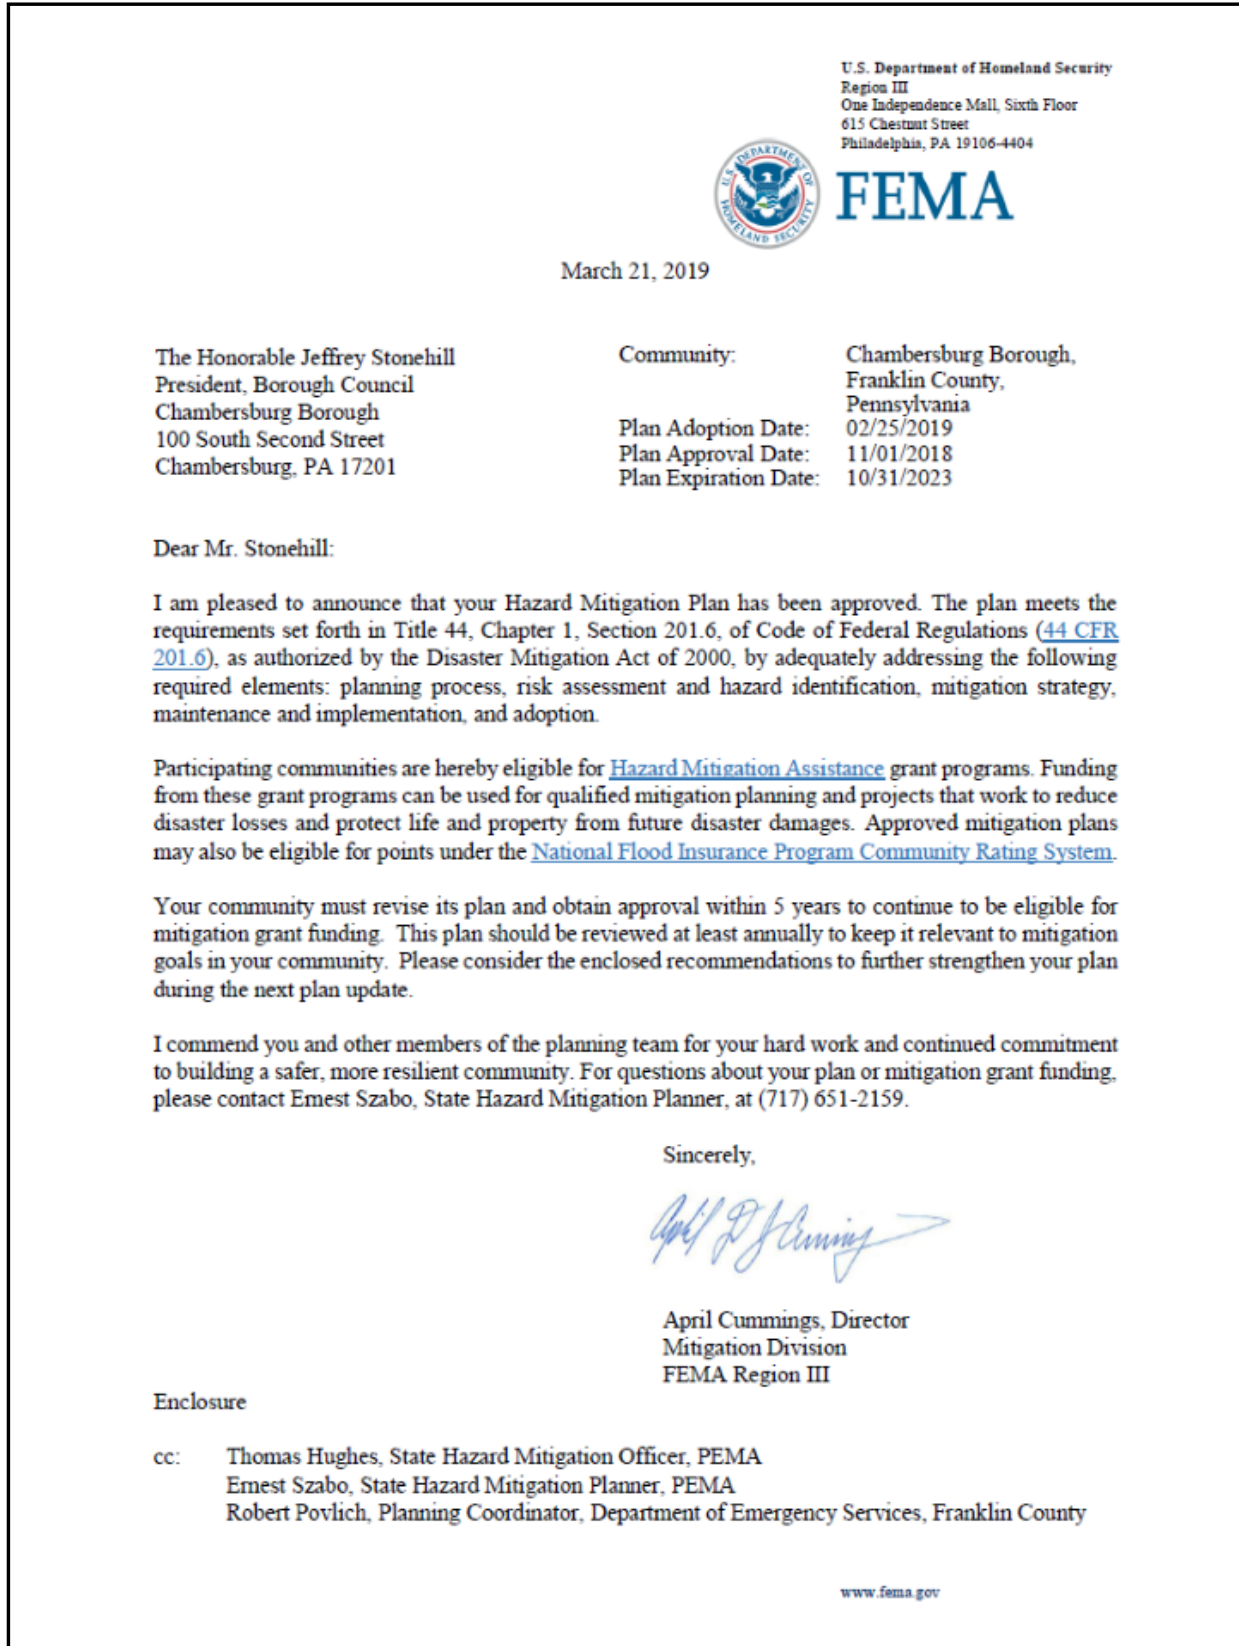 U.S. Department of Homeland Security
Region III
One Independence Mall, Sixth Floor
615 Chestnut Street
Philadelphia, PA 19106-4404
U.S. DEPARTMENT OF HOMELAND SECURITY
FEMA
March 21, 2019
The Honorable Jeffrey Stonehill
President, Borough Council
Chambersburg Borough
100 South Second Street
Chambersburg, PA 17201
Community: Chambersburg Borough,
Franklin County,
Pennsylvania
Plan Adoption Date: 02/25/2019
Plan Approval Date: 11/01/2018
Plan Expiration Date: 10/31/2023
Dear Mr. Stonehill:
I am pleased to announce that your Hazard Mitigation Plan has been approved. The plan meets the
requirements set forth in Title 44, Chapter 1, Section 201.6, of Code of Federal Regulations (44 CFR
201.6), as authorized by the Disaster Mitigation Act of 2000, by adequately addressing the following
required elements: planning process, risk assessment and hazard identification, mitigation strategy,
maintenance and implementation, and adoption.
Participating communities are hereby eligible for Hazard Mitigation Assistance grant programs. Funding
from these grant programs can be used for qualified mitigation planning and projects that work to reduce
disaster losses and protect life and property from future disaster damages. Approved mitigation plans
may also be eligible for points under the National Flood Insurance Program Community Rating System.
Your community must revise its plan and obtain approval within 5 years to continue to be eligible for
mitigation grant funding. This plan should be reviewed at least annually to keep it relevant to mitigation
goals in your community. Please consider the enclosed recommendations to further strengthen your plan
during the next plan update.
I commend you and other members of the planning team for your hard work and continued commitment
to building a safer, more resilient community. For questions about your plan or mitigation grant funding,
please contact Ernest Szabo, State Hazard Mitigation Planner, at (717) 651-2159.
Sincerely,
April Cummings, Director
Mitigation Division
FEMA Region III
Enclosure
cc: Thomas Hughes, State Hazard Mitigation Officer, PEMA
Ernest Szabo, State Hazard Mitigation Planner, PEMA
Robert Povlich, Planning Coordinator, Department of Emergency Services, Franklin County
www.fema.gov